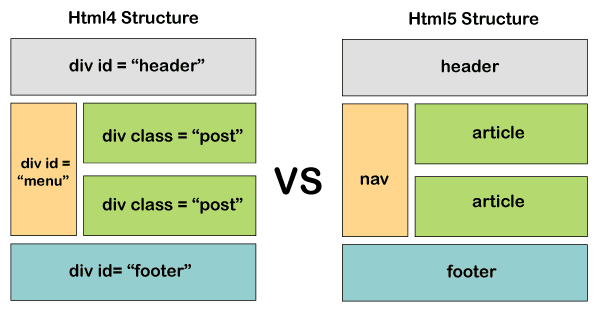 Html4 Structure
div id = “header”
div id =
“menu”
div class = “post”
div class = “post”
div id= “footer”
VS
Html5 Structure
header
nav
article
article
footer